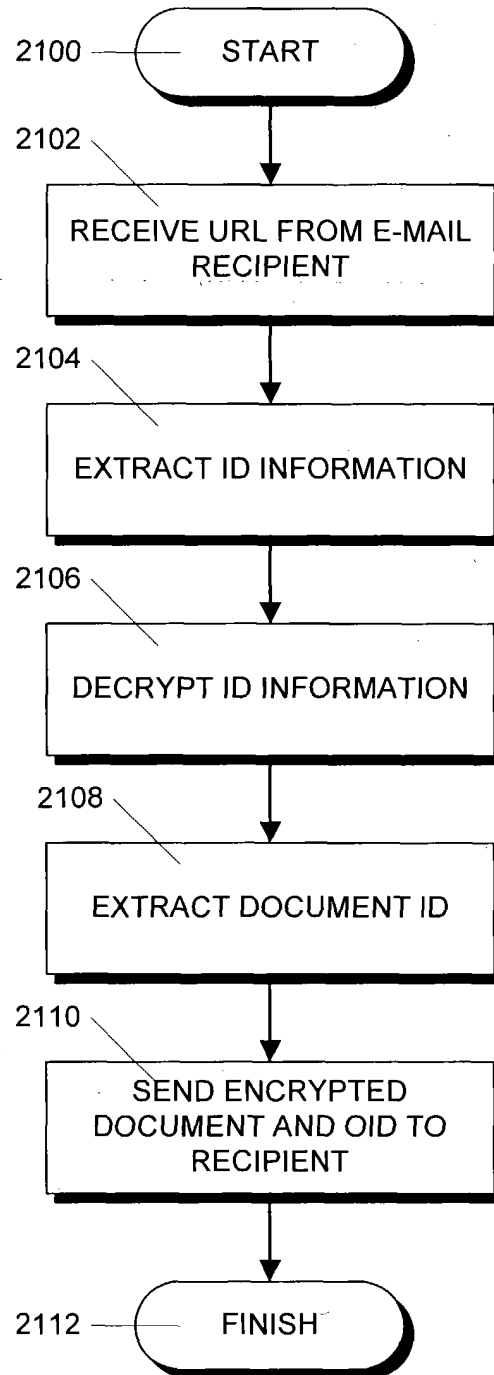 2100
START
2102
RECEIVE URL FROM E-MAIL
RECIPIENT
2104
EXTRACT ID INFORMATION
2106
DECRYPT ID INFORMATION
2108
EXTRACT DOCUMENT ID
2110
SEND ENCRYPTED
DOCUMENT AND OID TO
RECIPIENT
2112
FINISH